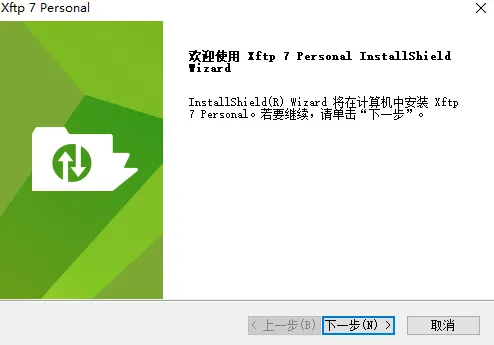 Xftp 7 Personal
欢迎使用 Xftp 7 Personal InstallShield
Wizard
InstallShield(R) Wizard 将在计算机中安装 Xftp
7 Personal。若要继续，请单击“下一步”。
< 上一步(B)
下一步(N) >
取消